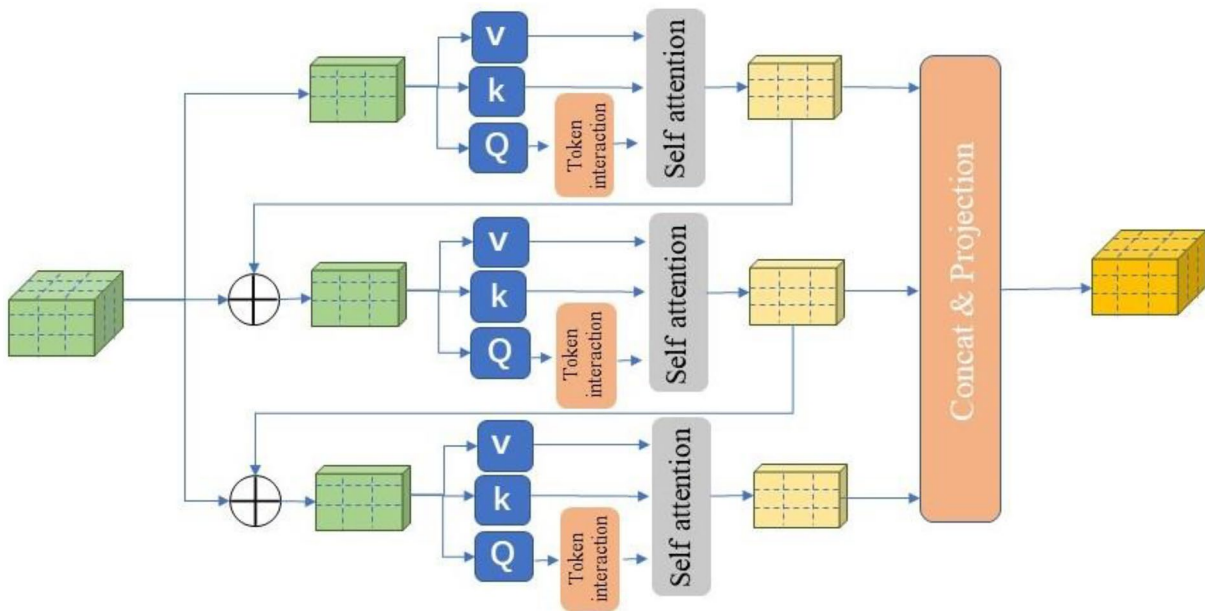 V
k
Q
Token
interaction
Self attention
V
k
Q
Token
interaction
Self attention
V
k
Q
Token
interaction
Self attention
Concat & Projection